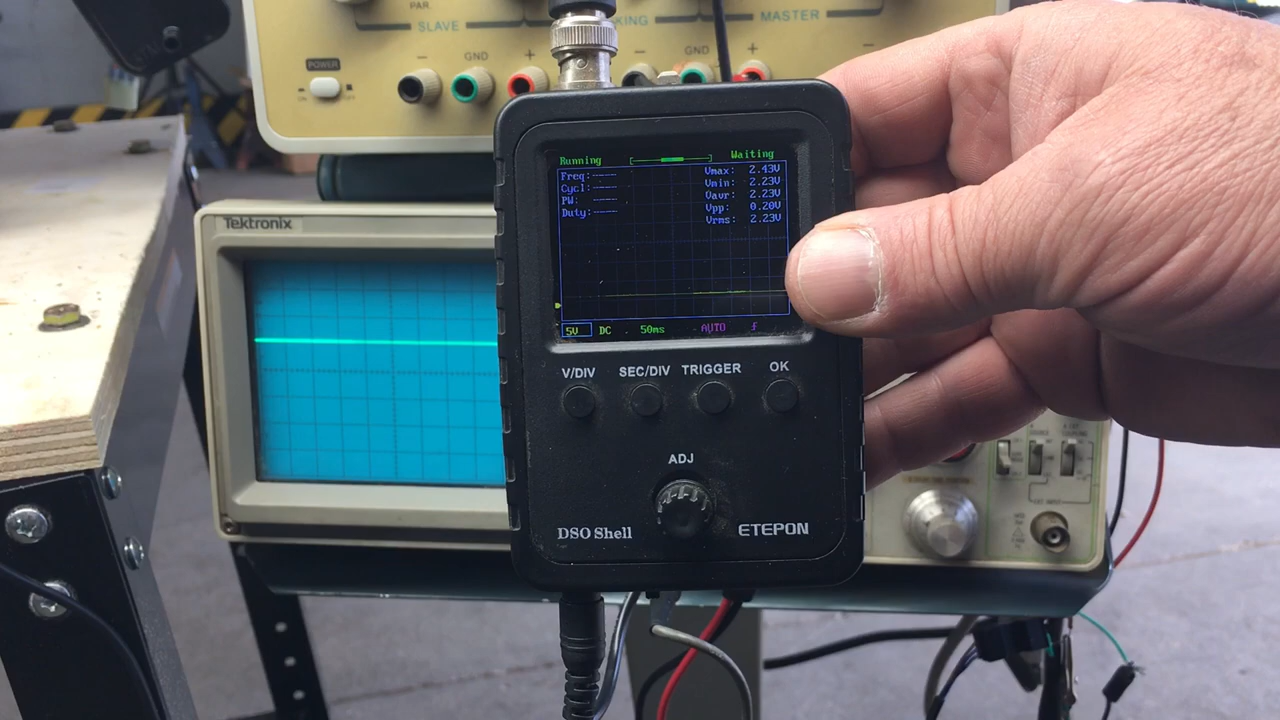 PAR.
SLAVE
KING
MASTER
POWER
GND
+
−
GND
+
−
Tektronix
Running
Waiting
Freq:-----
Cycl:-----
PW: -----
Duty:-----
Vmax: 2.43V
Vmin: 2.23V
Vavr: 2.23V
Vpp: 0.20V
Vrms: 2.23V
5V DC 50ms AUTO
V/DIV SEC/DIV TRIGGER OK
ADJ
DSO Shell
ETEPON